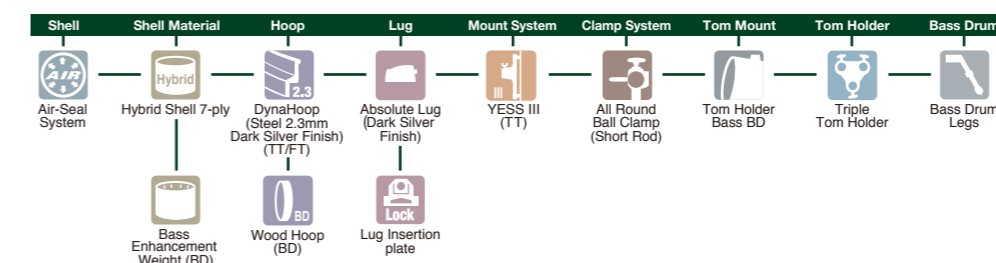 Shell Shell Material Hoop Lug Mount System Clamp System Tom Mount Tom Holder Bass Drum
AIR
Hybrid
2.3
III
Air-Seal
System
Hybrid Shell 7-ply
DynaHoop
(Steel 2.3mm
Dark Silver Finish)
(TT/FT)
Absolute Lug
(Dark Silver
Finish)
YESS III
(TT)
All Round
Ball Clamp
(Short Rod)
Tom Holder
Bass BD
Triple
Tom Holder
Bass Drum
Legs
BD
Lock
Bass
Enhancement
Weight (BD)
Wood Hoop
(BD)
Lug Insertion
plate